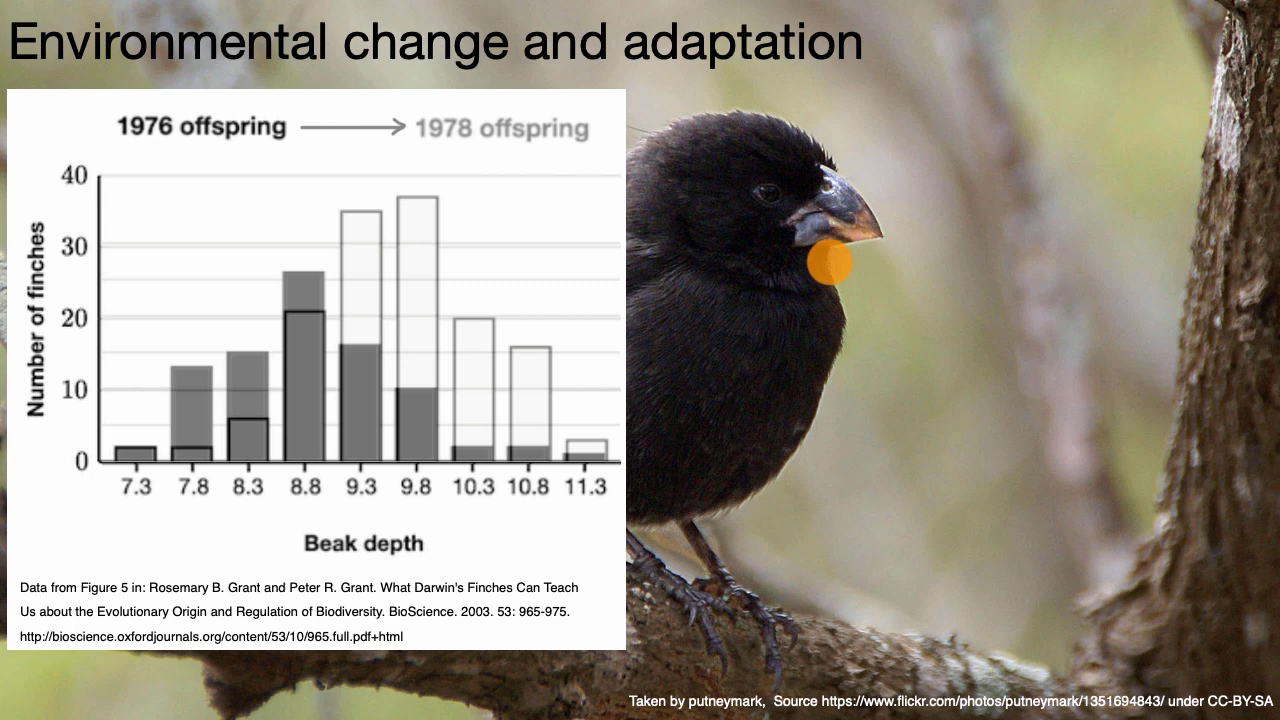 Environmental change and adaptation
1976 offspring
1978 offspring
Number of finches
40
30
20
10
0
7.3 7.8 8.3 8.8 9.3 9.8 10.3 10.8 11.3
Beak depth
Data from Figure 5 in: Rosemary B. Grant and Peter R. Grant. What Darwin's Finches Can Teach
Us about the Evolutionary Origin and Regulation of Biodiversity. BioScience. 2003. 53: 965-975.
http://bioscience.oxfordjournals.org/content/53/10/965.full.pdf+html
Taken by putneymark, Source https://www.flickr.com/photos/putneymark/1351694843/ under CC-BY-SA